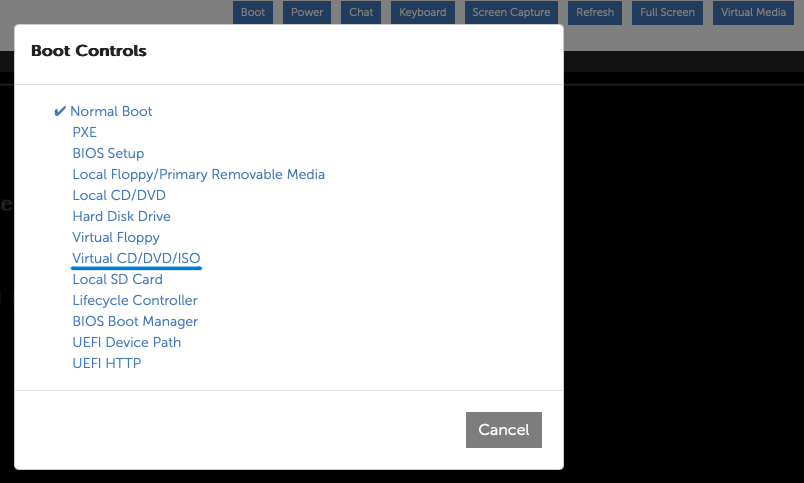 Boot Power Chat Keyboard Screen Capture Refresh Full Screen Virtual Media
Boot Controls
✔ Normal Boot
PXE
BIOS Setup
Local Floppy/Primary Removable Media
Local CD/DVD
Hard Disk Drive
Virtual Floppy
Virtual CD/DVD/ISO
Local SD Card
Lifecycle Controller
BIOS Boot Manager
UEFI Device Path
UEFI HTTP
Cancel